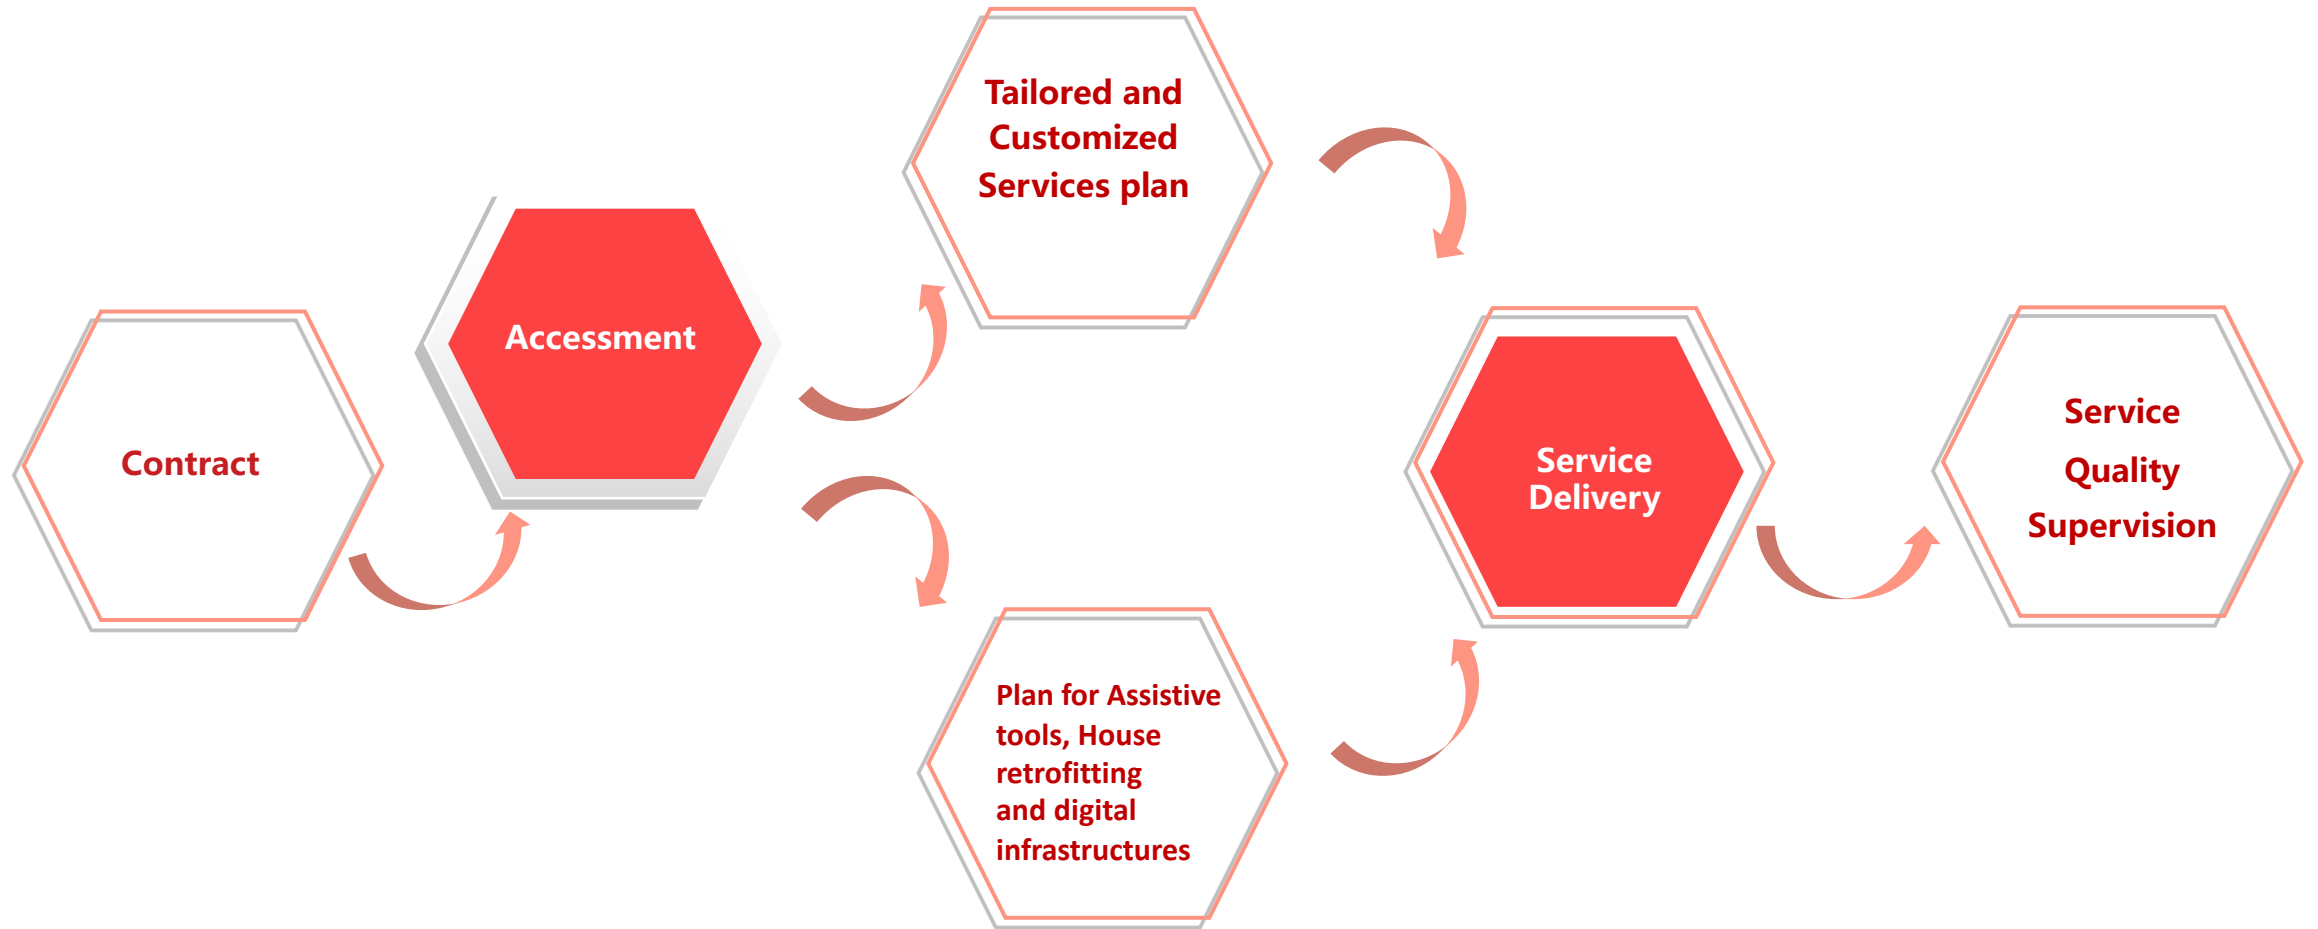 Contract
Accessment
Tailored and
Customized
Services plan
Plan for Assistive
tools, House
retrofitting
and digital
infrastructures
Service
Delivery
Service
Quality
Supervision